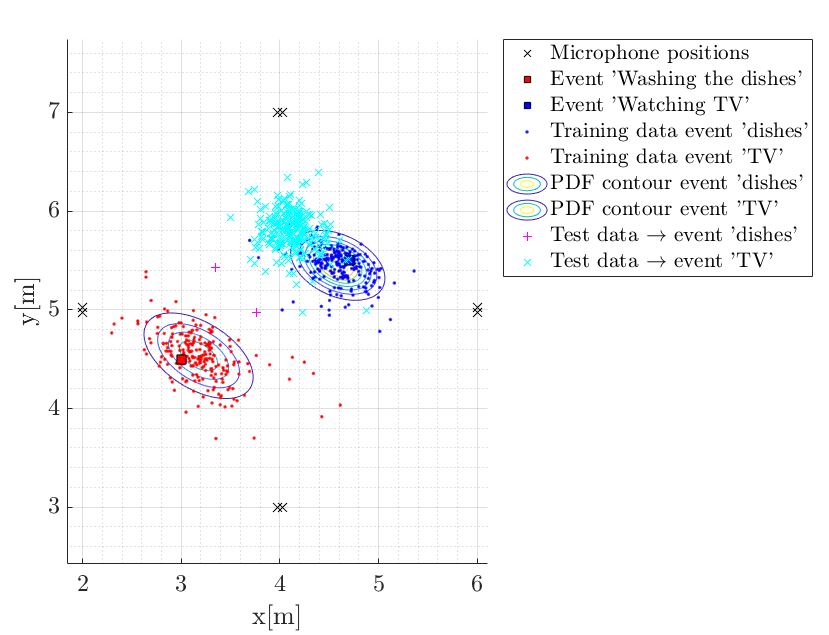 7
6
5
4
3
2 3 4 5 6
x[m]
y[m]
Microphone positions
Event 'Washing the dishes'
Event 'Watching TV'
Training data event 'dishes'
Training data event 'TV'
PDF contour event 'dishes'
PDF contour event 'TV'
Test data → event 'dishes'
Test data → event 'TV'